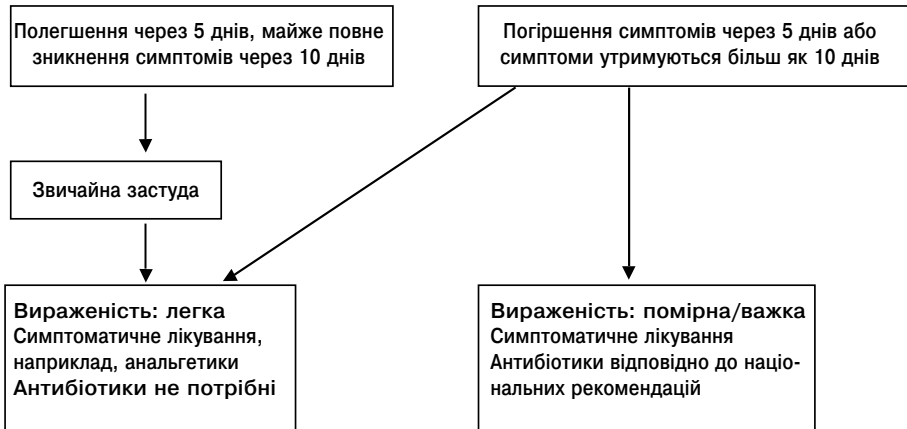 Полегшення через 5 днів, майже повне
зникнення симптомів через 10 днів
Погіршення симптомів через 5 днів або
симптоми утримуються більш як 10 днів
Звичайна застуда
Вираженість: легка
Симптоматичне лікування,
наприклад, анальгетики
Антибіотики не потрібні
Вираженість: помірна/важка
Симптоматичне лікування
Антибіотики відповідно до націо-
нальних рекомендацій